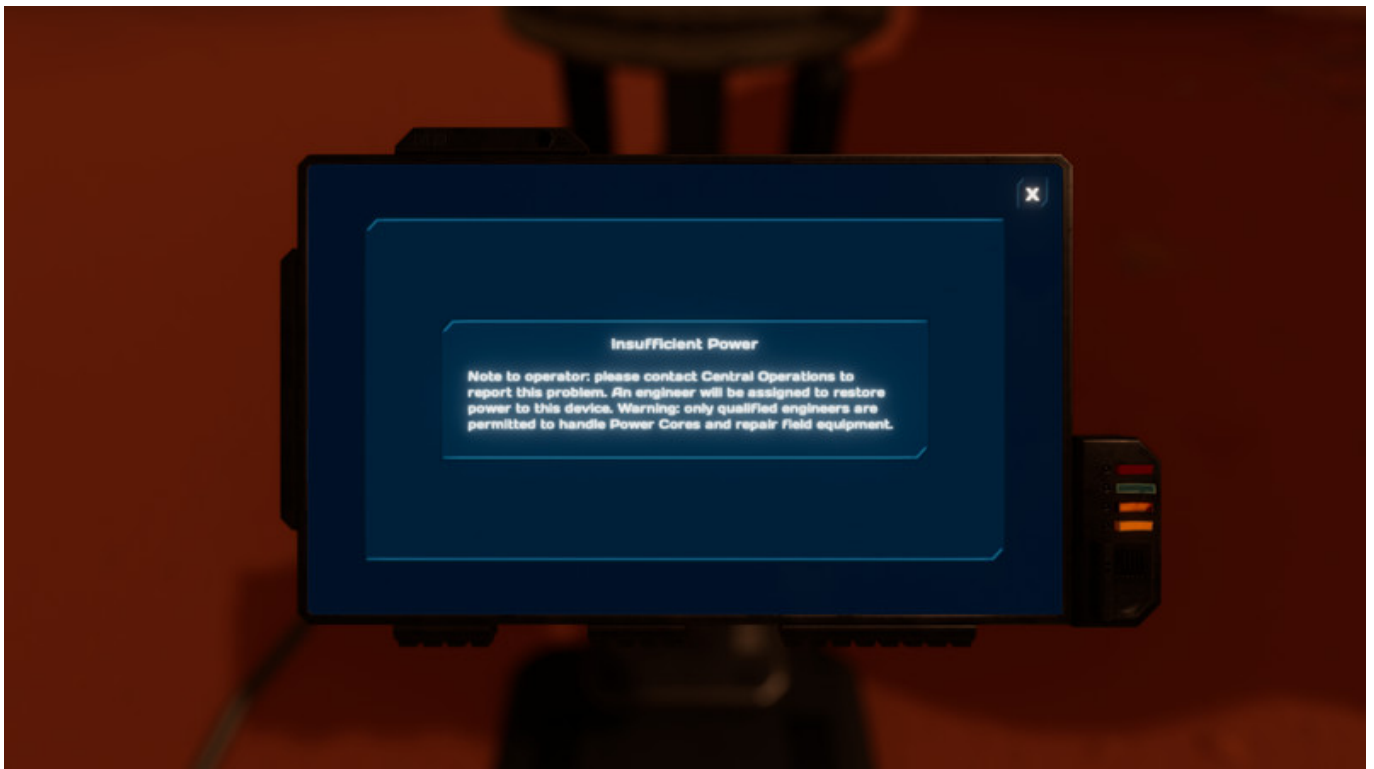 X
Insufficient Power
Note to operator: please contact Central Operations to
report this problem. An engineer will be assigned to restore
power to this device. Warning: only qualified engineers are
permitted to handle Power Cores and repair field equipment.